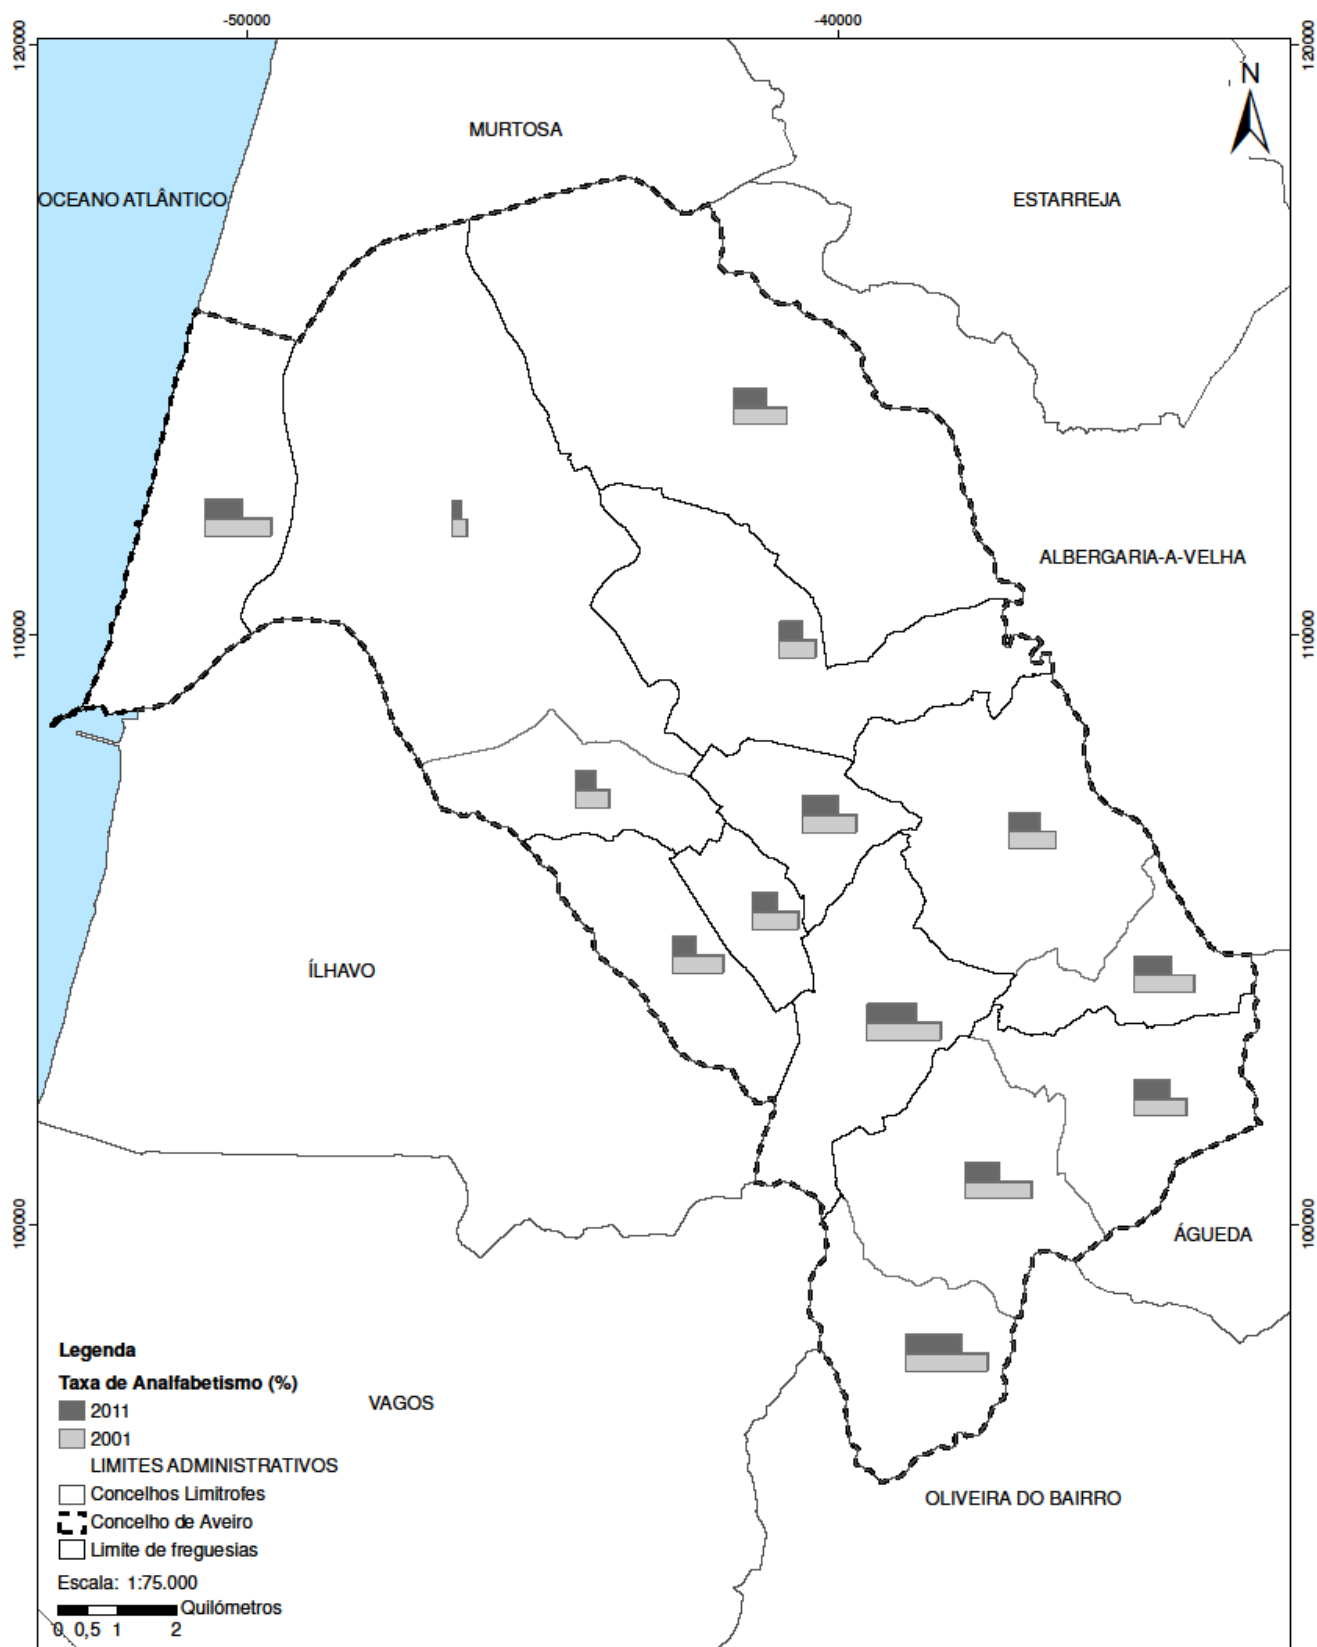 -50000
-40000
120000
120000
N
MURTOSA
OCEANO ATLÂNTICO
ESTARREJA
ALBERGARIA-A-VELHA
110000
110000
ÍLHAVO
100000
100000
ÁGUEDA
Legenda
Taxa de Analfabetismo (%)
VAGOS
2011
2001
LIMITES ADMINISTRATIVOS
Concelhos Limitrofes
OLIVEIRA DO BAIRRO
Concelho de Aveiro
Limite de freguesias
Escala: 1:75.000
Quilómetros
0 0,5 1 2